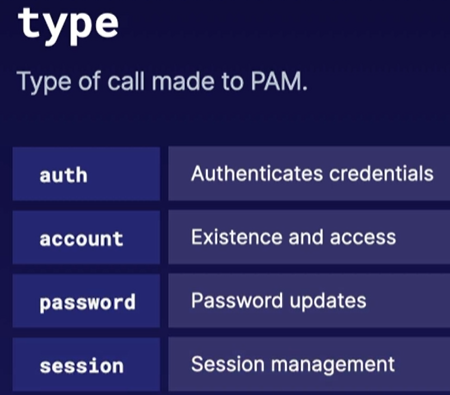 type
Type of call made to PAM.
auth Authenticates credentials
account Existence and access
password Password updates
session Session management